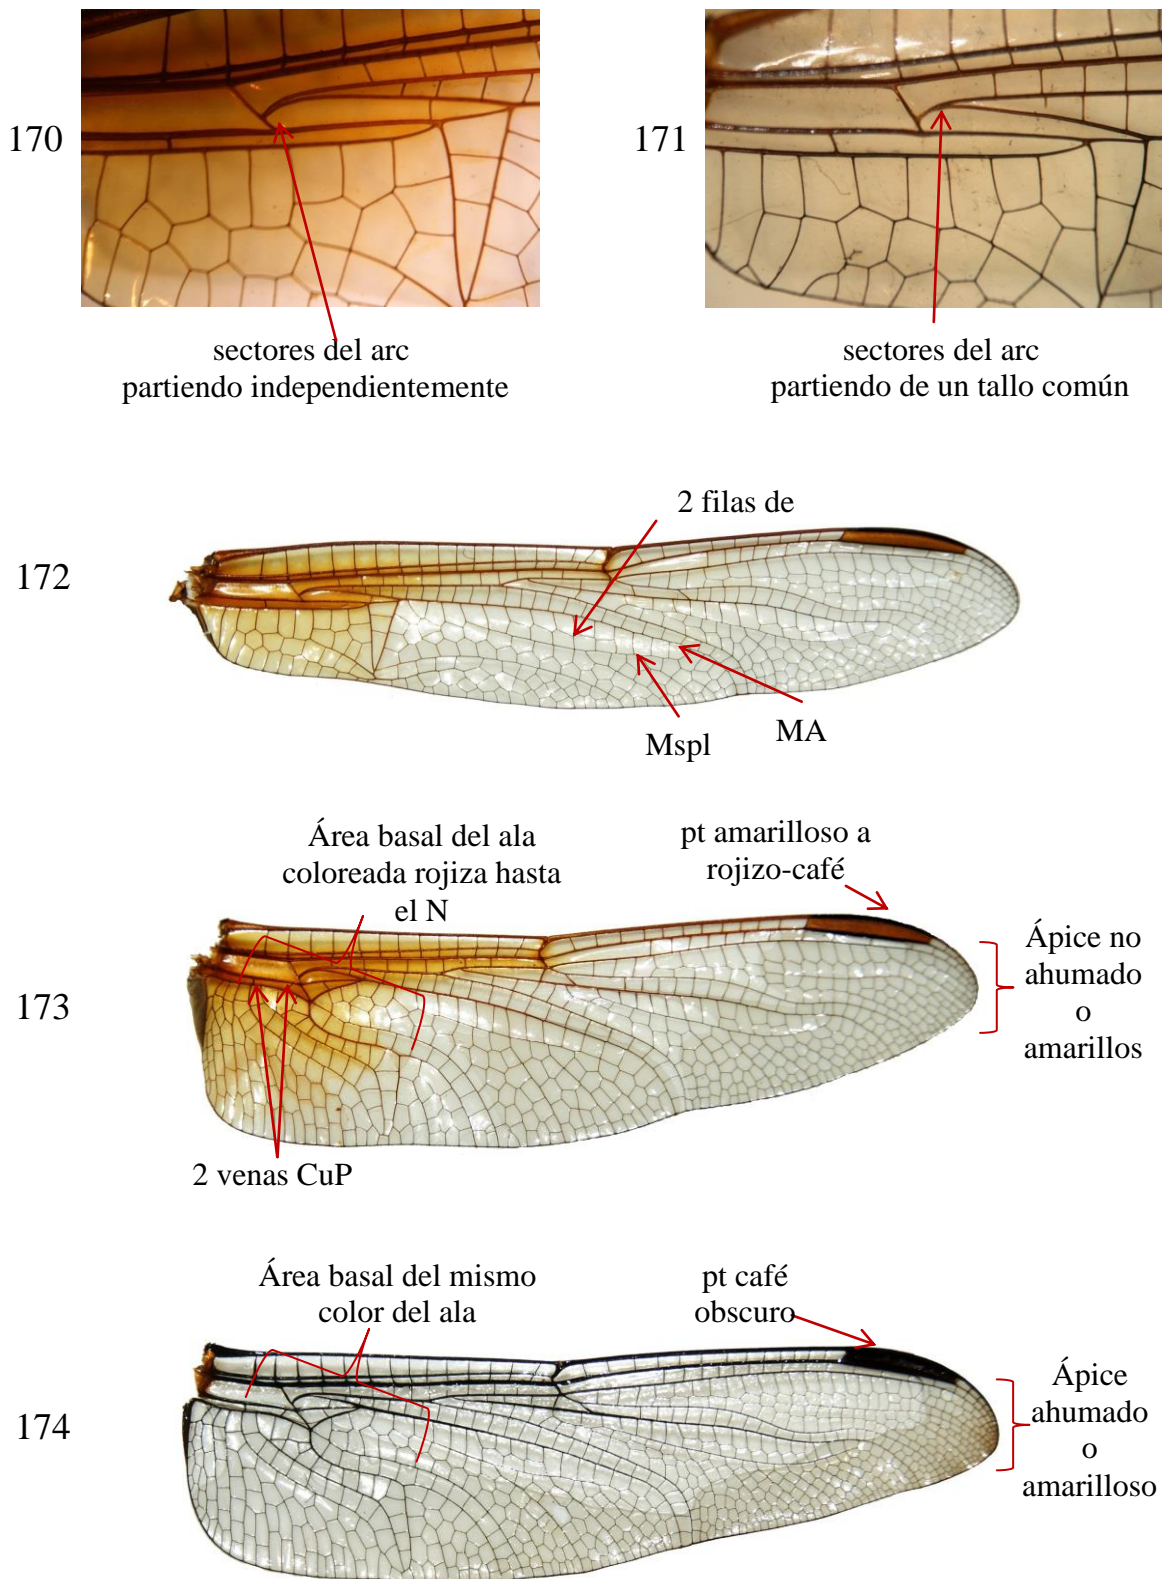 170
171
sectores del arc
partiendo independientemente
sectores del arc
partiendo de un tallo común
2 filas de
172
Mspl
MA
Área basal del ala
coloreada rojiza hasta
el N
pt amarilloso a
rojizo-café
173
Ápice no
ahumado
o
amarillos
2 venas CuP
Área basal del mismo
color del ala
pt café
obscuro
174
Ápice
ahumado
o
amarilloso